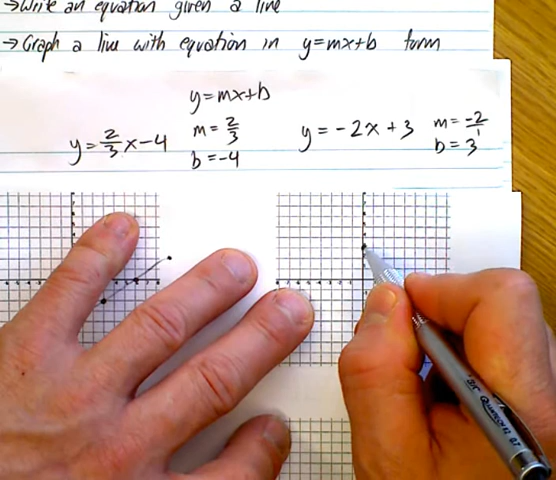 →Write an equation given a line
→Graph a line with equation in y=mx+b form
y=mx+b
y=2/3x-4 m=2/3 y=-2x+3 m=-2/1
b=-4 b=3